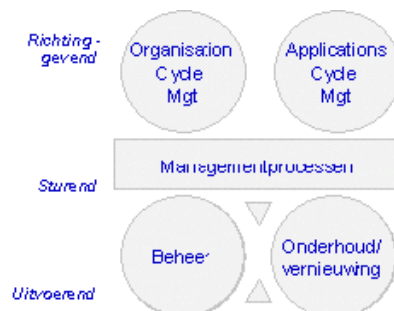 Richting -
gevend
Organisation
Cycle
Mgt
Applications
Cycle
Mgt
Managementprocessen
Sturend
Beheer
Onderhoud/
vernieuwing
Uitvoerend